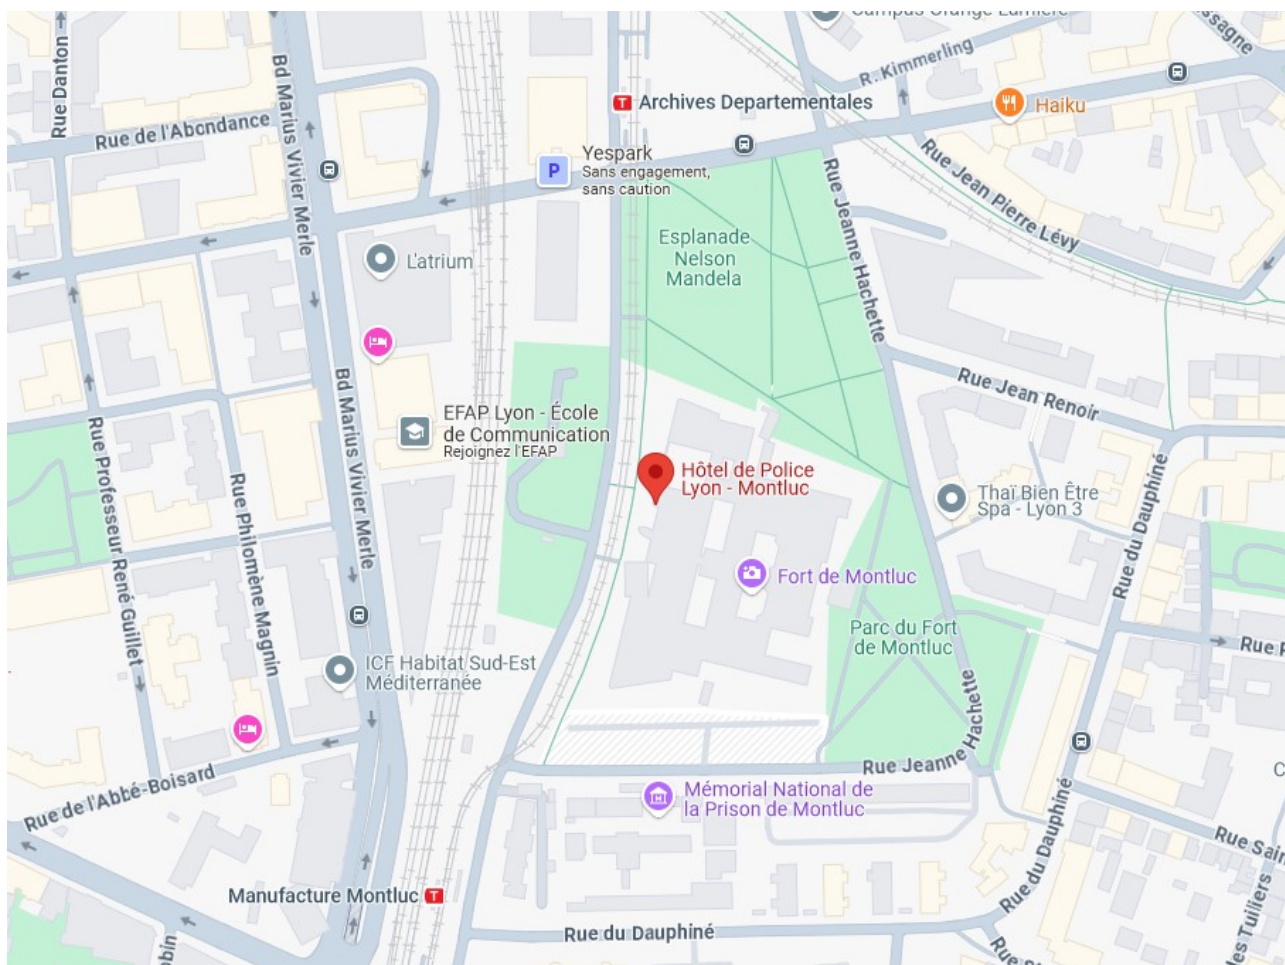 Campus Orange Lumière
R. Kimmerling
Rue Danton
Bd Marius Vivier Merle
T Archives Departementales
Haiku
Rue de l'Abondance
Yespark
Sans engagement,
sans caution
P
Rue Jean Pierre Lévy
Rue Jeanne Hachette
Esplanade
Nelson
Mandela
L'atrium
Rue Jean Renoir
Bd Marius Vivier Merle
EFAP Lyon - École
de Communication
Rejoignez l'EFAP
Rue Professeur René Guillet
Rue Philomène Magnin
Hôtel de Police
Lyon - Montluc
Thaï Bien Être
Spa - Lyon 3
Rue du Dauphiné
Fort de Montluc
Parc du Fort
de Montluc
ICF Habitat Sud-Est
Méditerranée
Rue Jeanne Hachette
Rue de l'Abbé-Boisard
Mémorial National de
la Prison de Montluc
Rue du Dauphiné
Manufacture Montluc T
Rue du Dauphiné